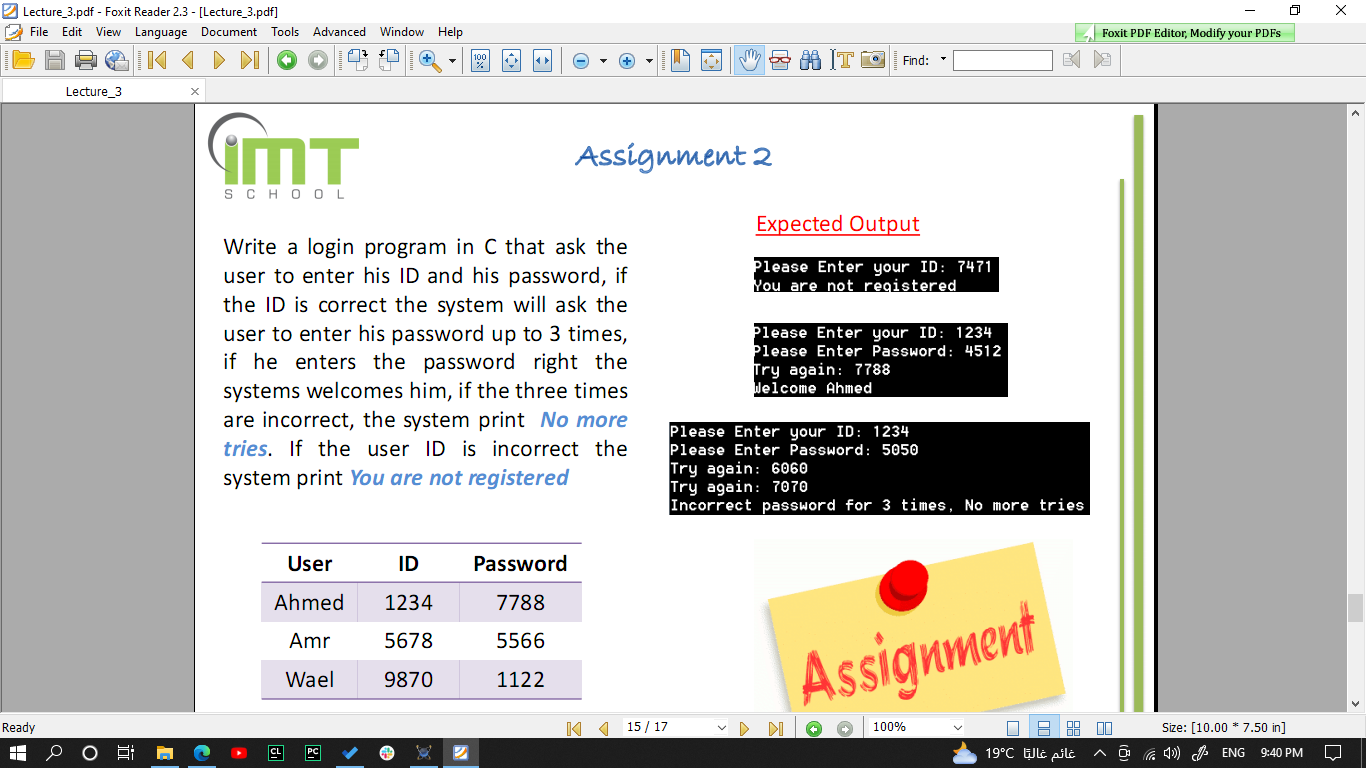 Lecture_3.pdf - Foxit Reader 2.3 - [Lecture_3.pdf]
File Edit View Language Document Tools Advanced Window Help
Foxit PDF Editor, Modify your PDFs
100 %
Find:
Lecture_3
iMT
SCHOOL
Assignment 2
Write a login program in C that ask the
user to enter his ID and his password, if
the ID is correct the system will ask the
user to enter his password up to 3 times,
if he enters the password right the
systems welcomes him, if the three times
are incorrect, the system print No more
tries. If the user ID is incorrect the
system print You are not registered
User ID Password
Ahmed 1234 7788
Amr 5678 5566
Wael 9870 1122
Expected Output
Please Enter your ID: 7471
You are not registered
Please Enter your ID: 1234
Please Enter Password: 4512
Try again: 7788
Welcome Ahmed
Please Enter your ID: 1234
Please Enter Password: 5050
Try again: 6060
Try again: 7070
Incorrect password for 3 times, No more tries
Assignment
Ready
15 / 17
100%
Size: [10.00 * 7.50 in]
CL
PC
19°C غائم غالبًا
ENG
9:40 PM